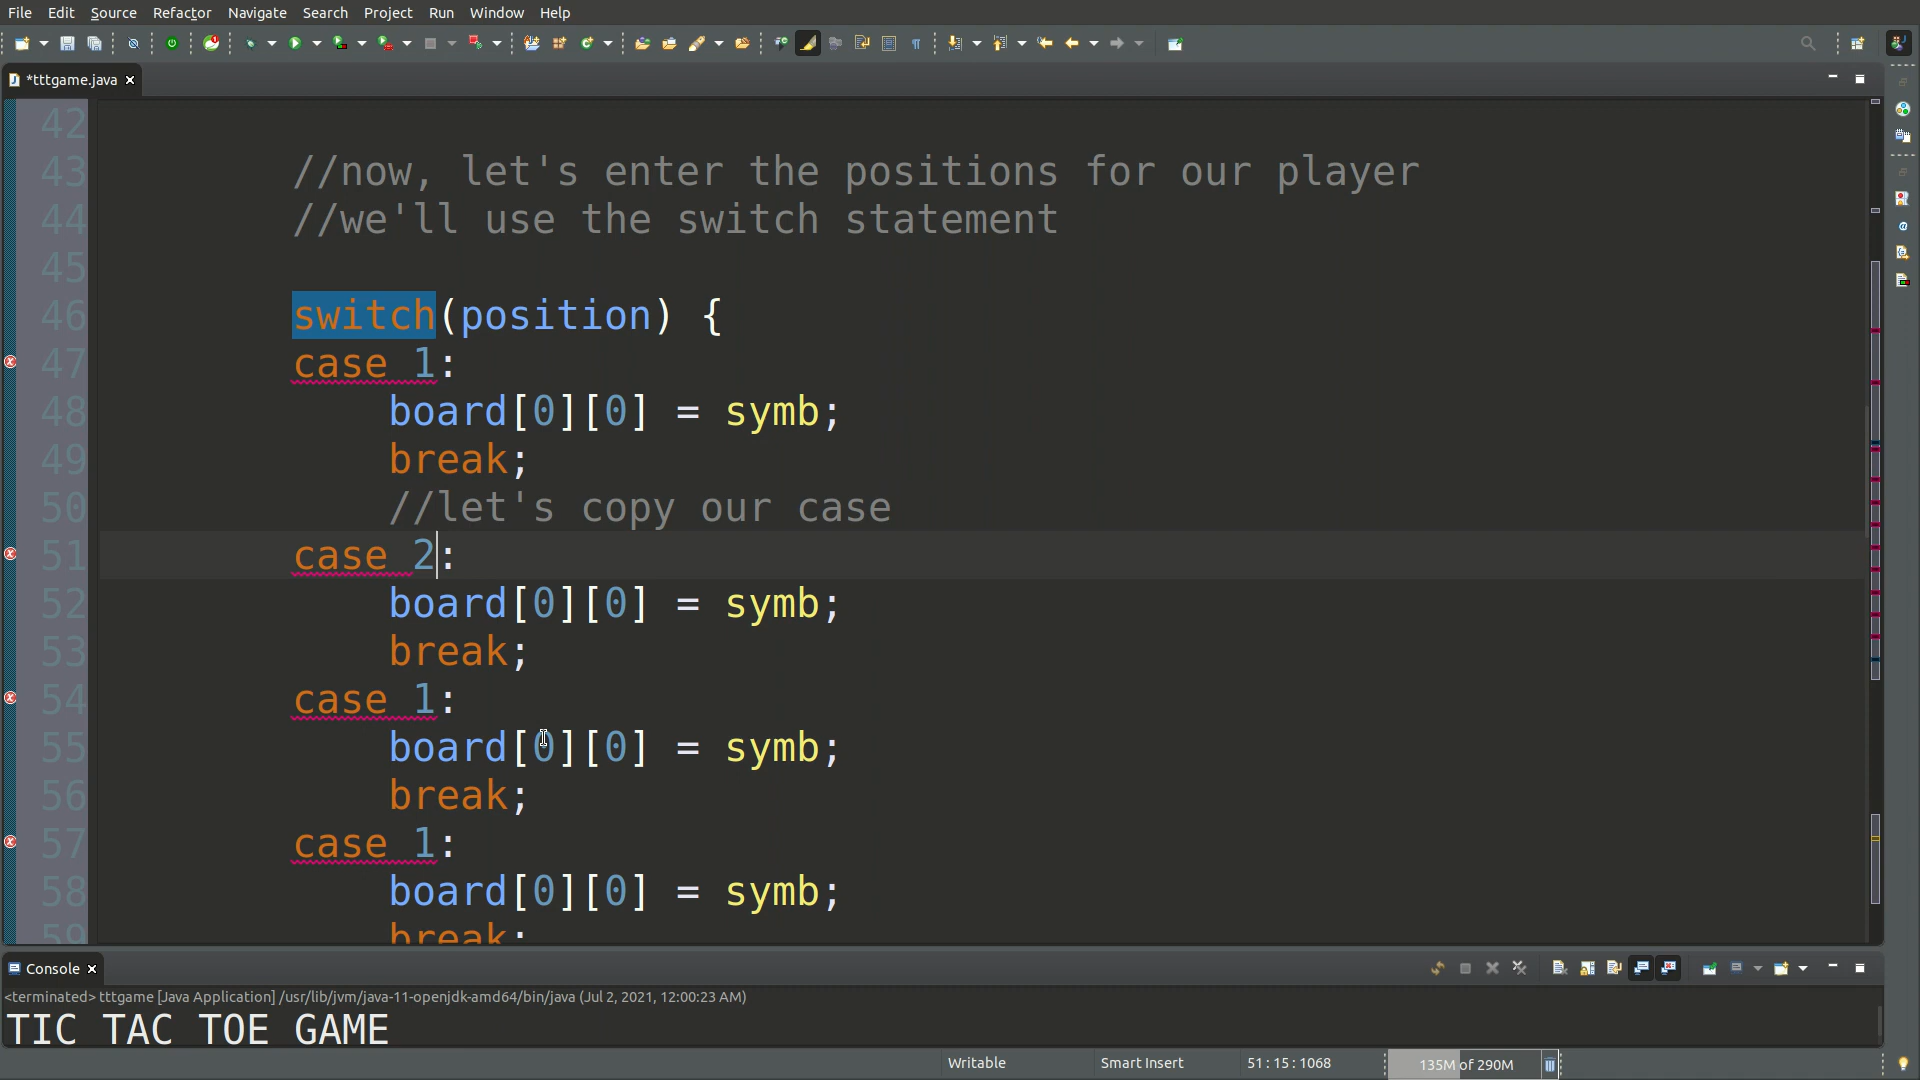 File Edit Source Refactor Navigate Search Project Run Window Help
*tttgame.java
42
43 //now, let's enter the positions for our player
44 //we'll use the switch statement
45
46 switch(position) {
47 case 1:
48 board[0][0] = symb;
49 break;
50 //let's copy our case
51 case 2:
52 board[0][0] = symb;
53 break;
54 case 1:
55 board[0][0] = symb;
56 break;
57 case 1:
58 board[0][0] = symb;
59 break;
Console
<terminated> tttgame [Java Application] /usr/lib/jvm/java-11-openjdk-amd64/bin/java (Jul 2, 2021, 12:00:23 AM)
TIC TAC TOE GAME
Writable Smart Insert 51 : 15 : 1068 135M of 290M